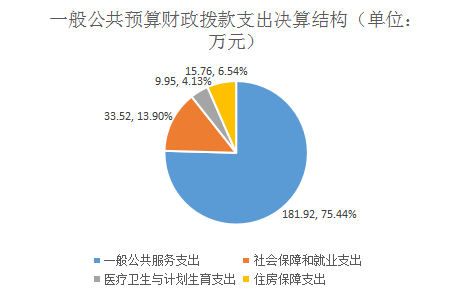 一般公共预算财政拨款支出决算结构（单位：
万元）
15.76, 6.54%
9.95, 4.13%
33.52, 13.90%
181.92, 75.44%
一般公共服务支出
社会保障和就业支出
医疗卫生与计划生育支出
住房保障支出